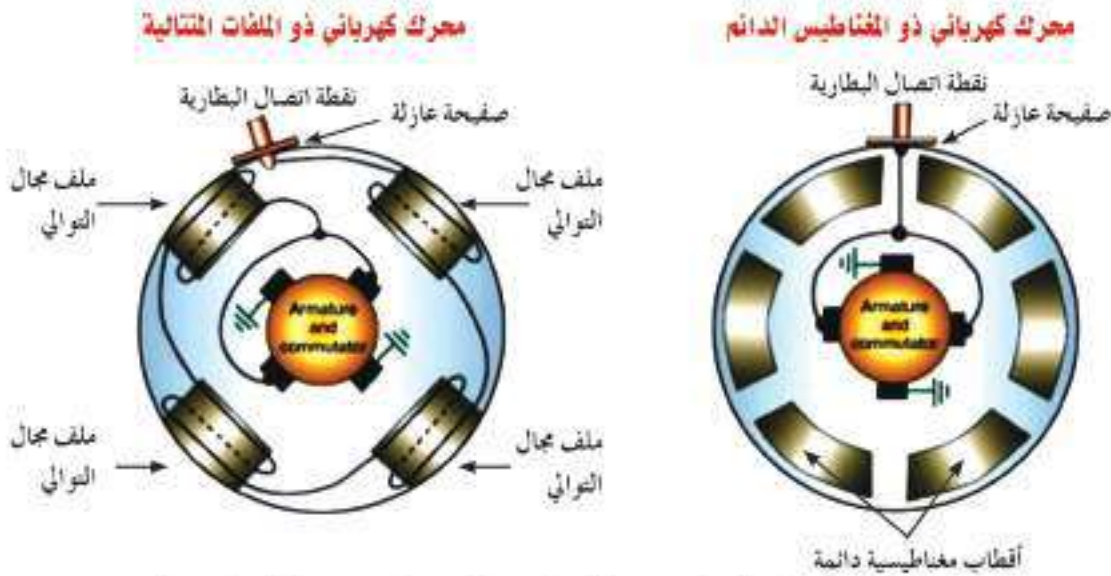 محرك كهربائي ذو المغناطيس الدائم
نقطة اتصال البطارية
صفيحة عازلة
Armature
and
commutator
أقطاب مغناطيسية دائمة
محرك كهربائي ذو الملفات المتتالية
نقطة اتصال البطارية
صفيحة عازلة
ملف مجال
التوالي
ملف مجال
التوالي
Armature
and
commutator
ملف مجال
التوالي
ملف مجال
التوالي